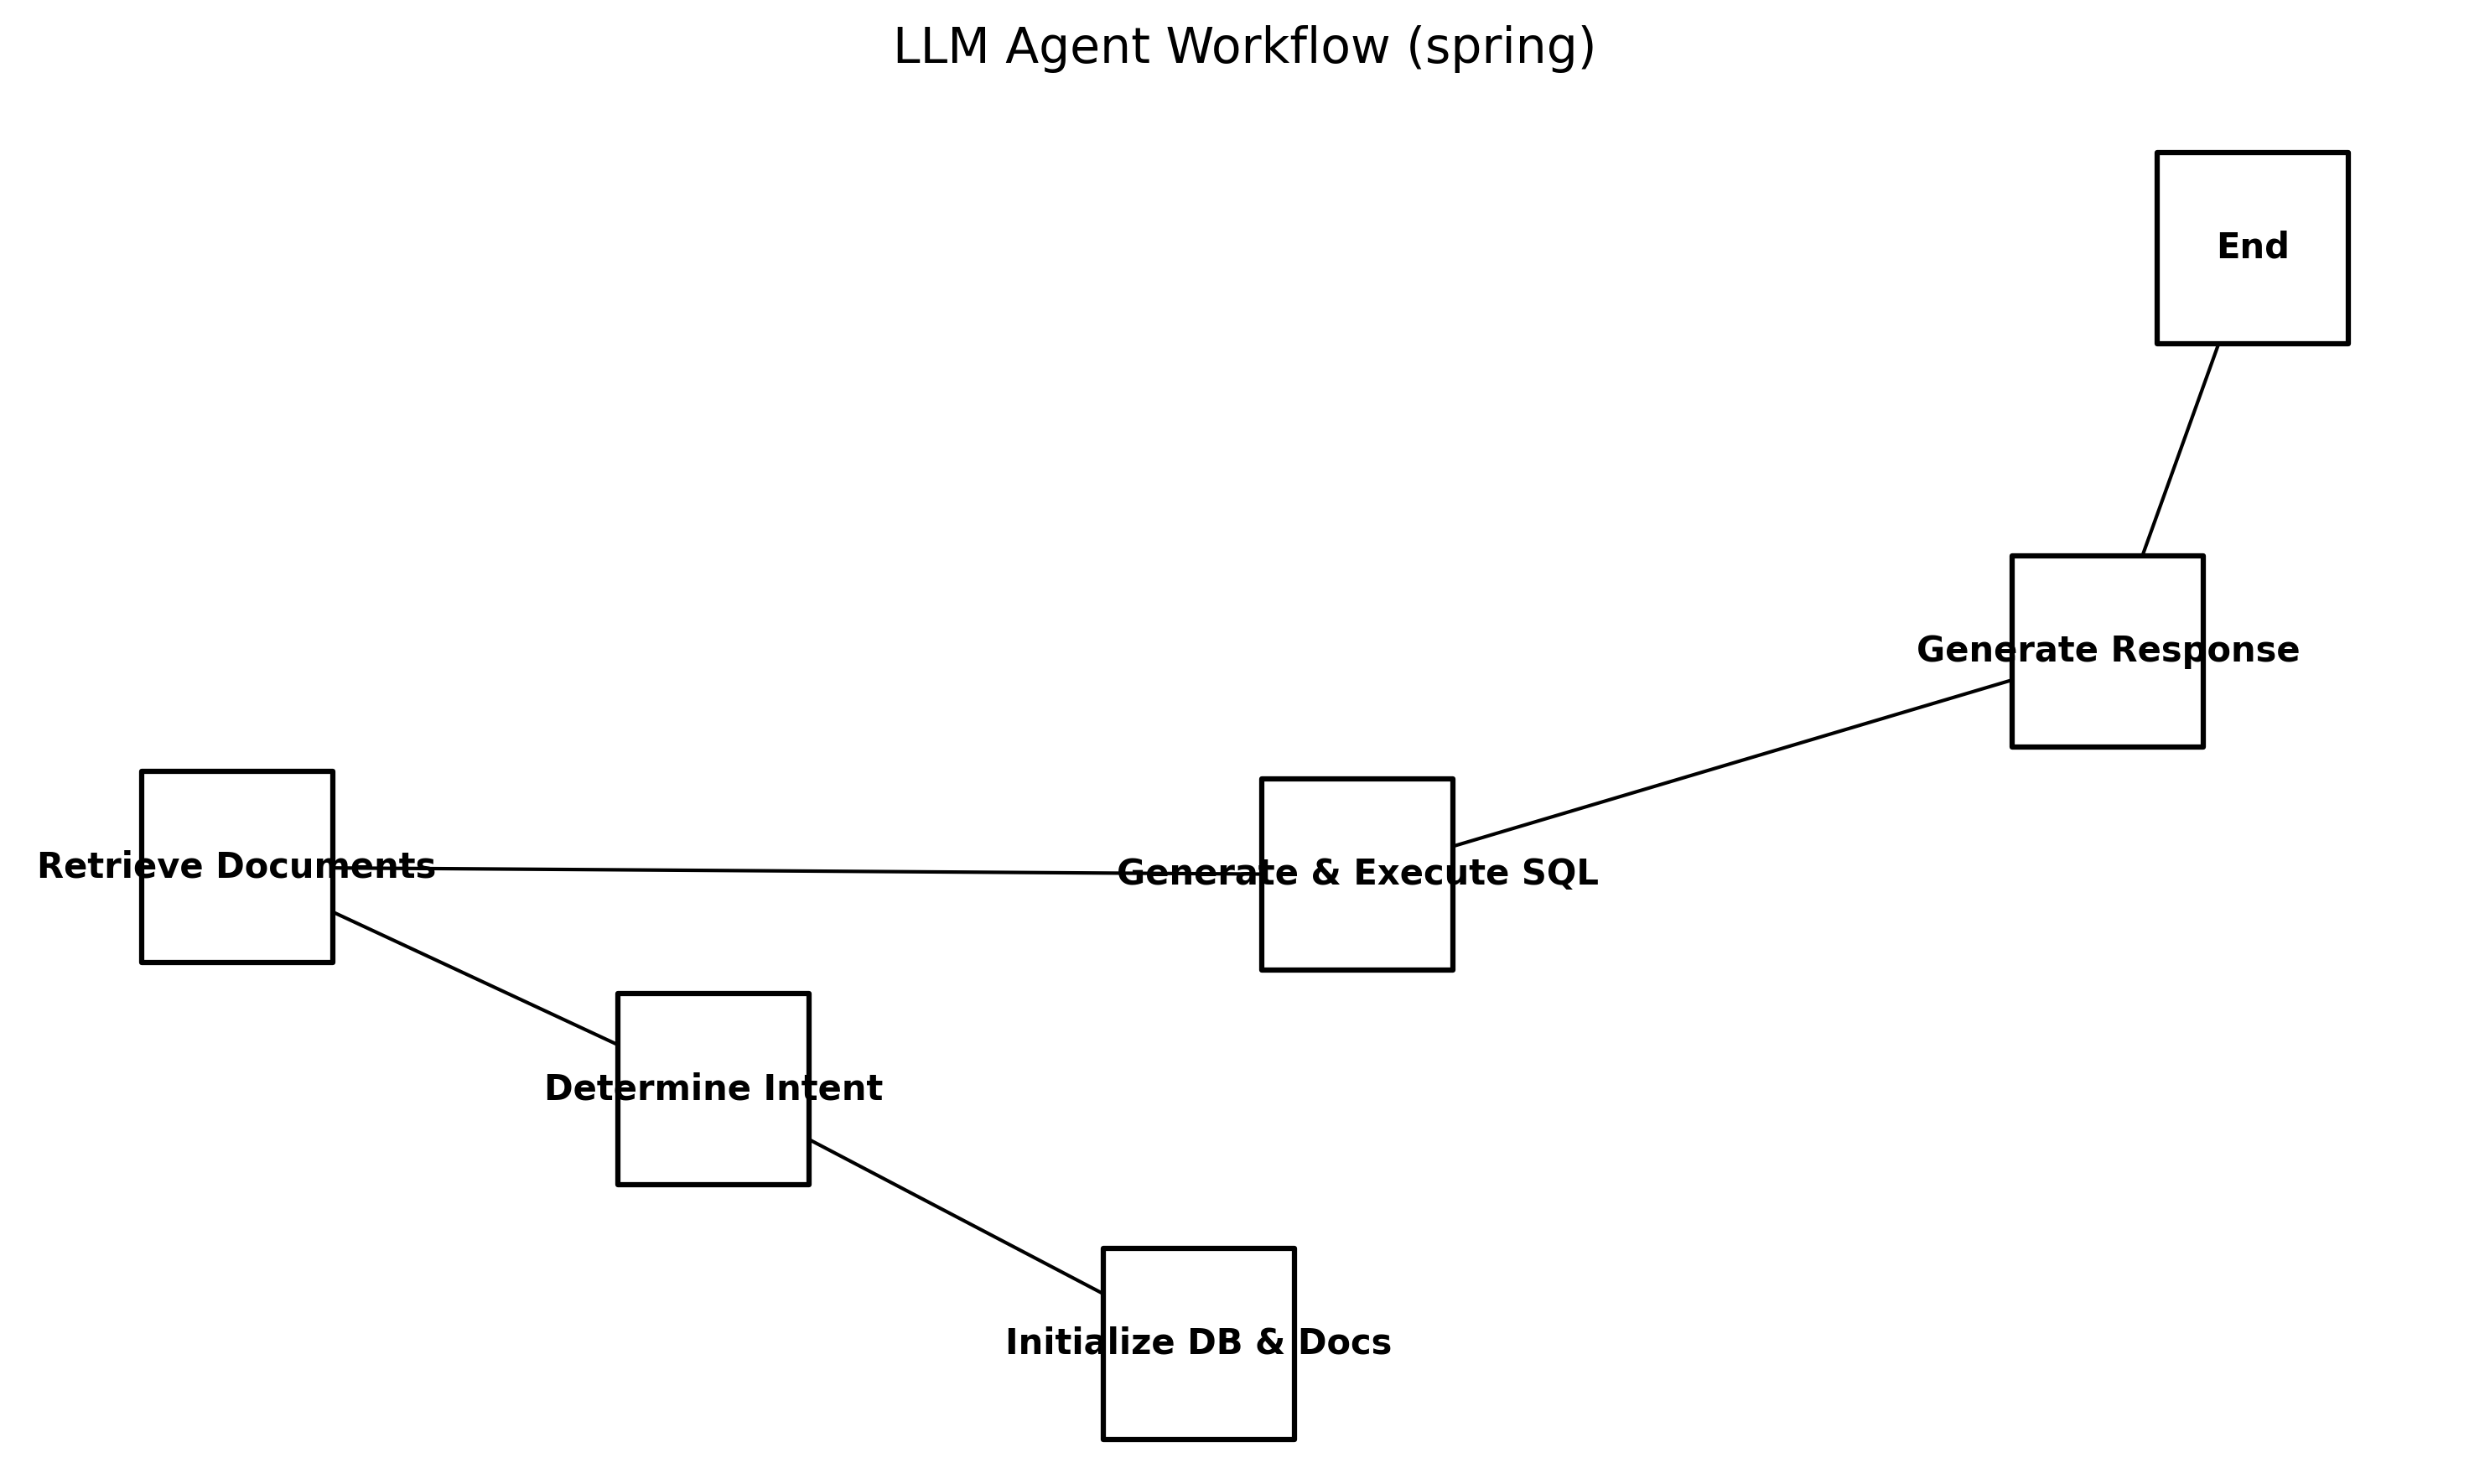 LLM Agent Workflow (spring)
End
Generate Response
Retrieve Documents
Generate & Execute SQL
Determine Intent
Initialize DB & Docs